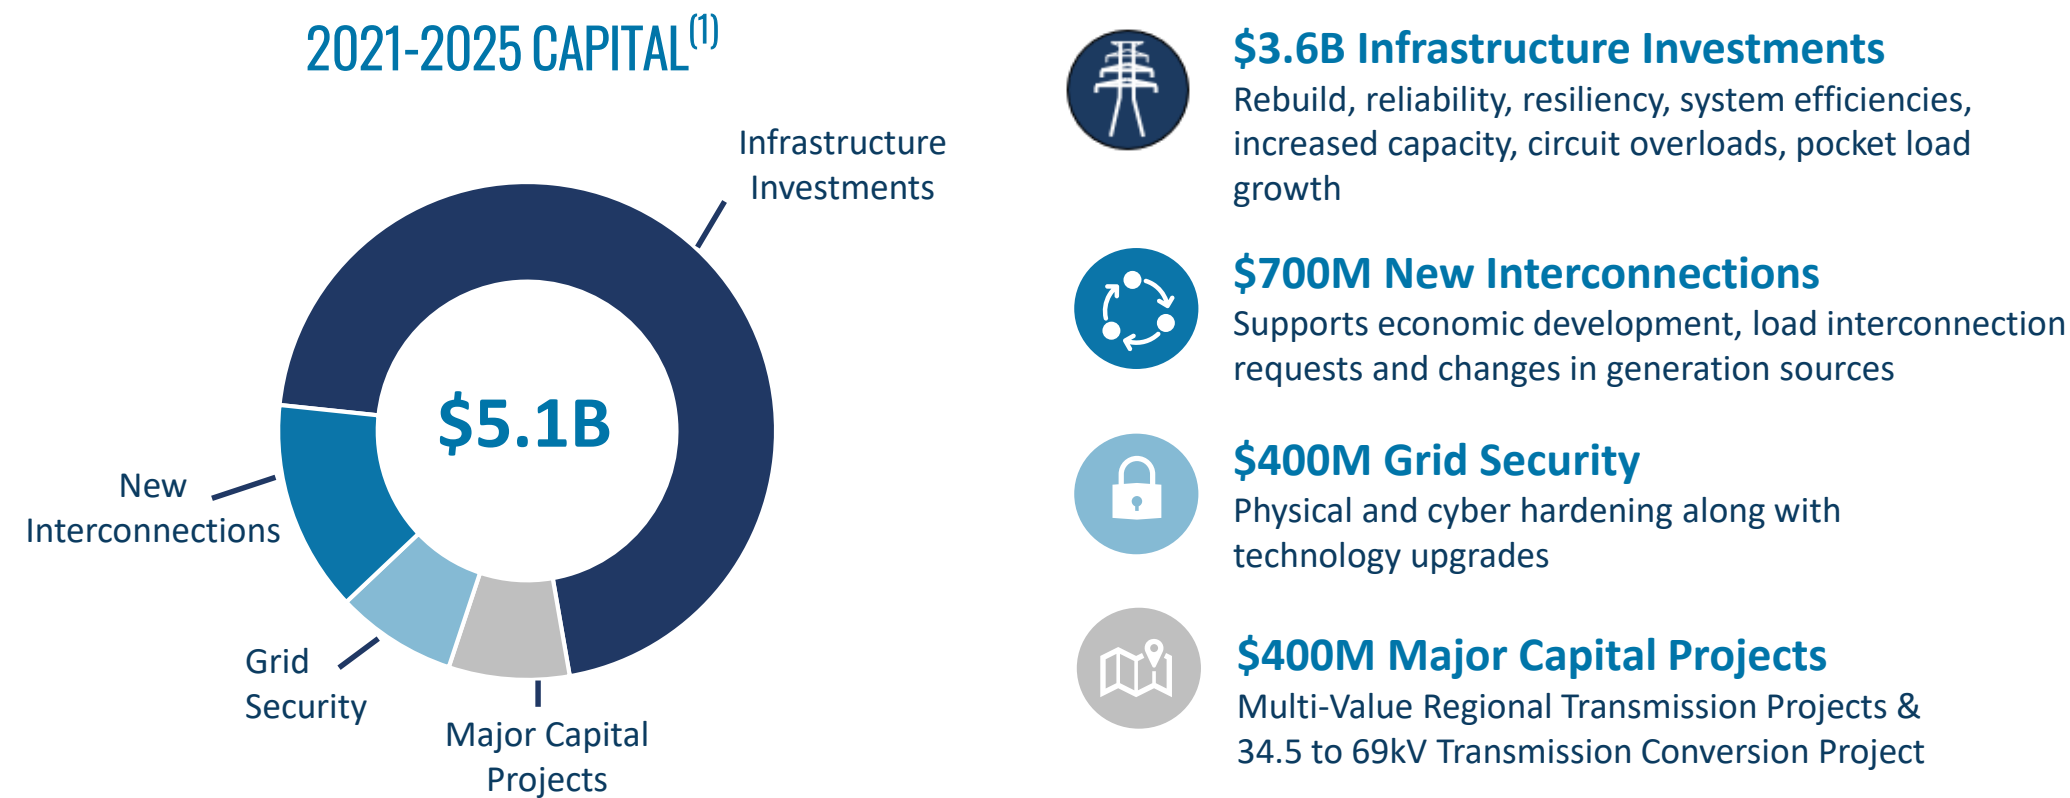 2021-2025 CAPITAL(1)
Infrastructure
Investments
$5.1B
New
Interconnections
Grid
Security
Major Capital
Projects
$3.6B Infrastructure Investments
Rebuild, reliability, resiliency, system efficiencies,
increased capacity, circuit overloads, pocket load
growth
$700M New Interconnections
Supports economic development, load interconnection
requests and changes in generation sources
$400M Grid Security
Physical and cyber hardening along with
technology upgrades
$400M Major Capital Projects
Multi-Value Regional Transmission Projects &
34.5 to 69kV Transmission Conversion Project